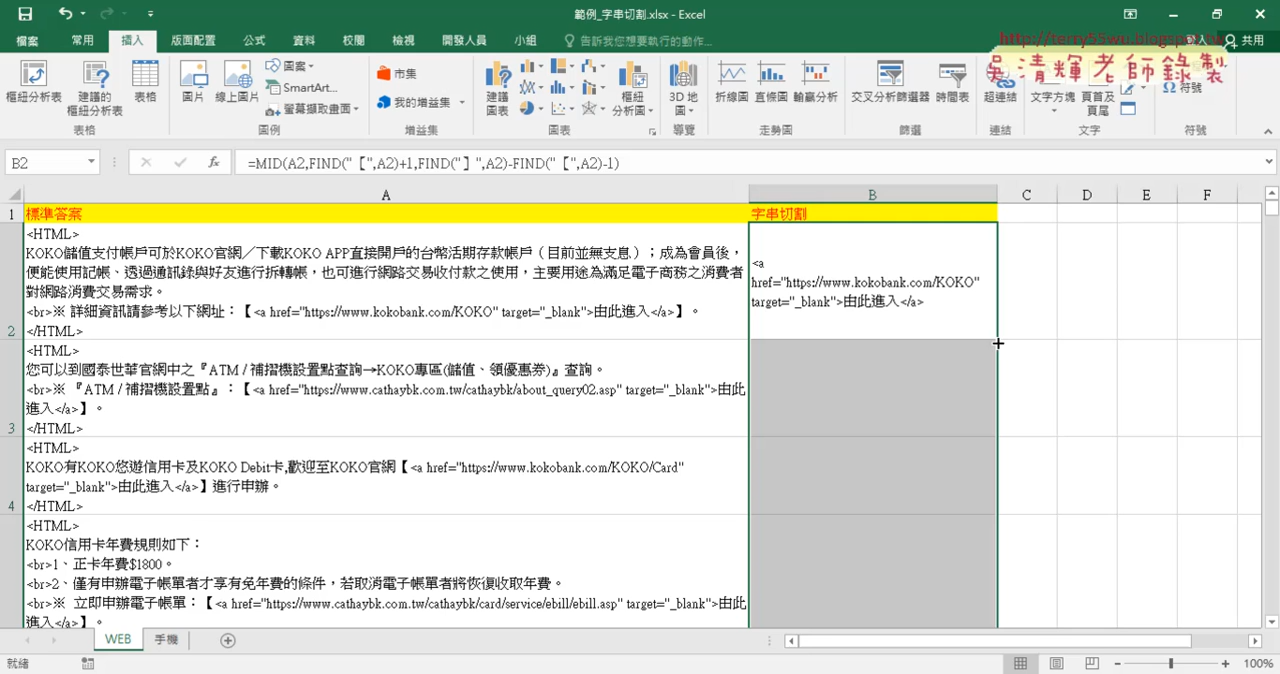 範例_字串切割.xlsx - Excel
檔案 常用 插入 版面配置 公式 資料 校閱 檢視 開發人員 小組 告訴我您想要執行的動作... 共用
http://terry55wu.blogspot.tw
吳清輝老師錄製
樞紐分析表 建議的樞紐分析表 表格 圖片 線上圖片 圖案 SmartArt... 螢幕擷取畫面 市集 我的增益集 建議圖表 樞紐分析圖 3D 地圖 折線圖 直條圖 輸贏分析 交叉分析篩選器 時間表 超連結 文字方塊 頁首及頁尾 符號
表格 圖例 增益集 圖表 導覽 走勢圖 篩選 連結 文字 符號
B2 fx =MID(A2,FIND("【",A2)+1,FIND("】",A2)-FIND("【",A2)-1)
A B C D E F
1 標準答案 字串切割
<HTML>
KOKO儲值支付帳戶可於KOKO官網／下載KOKO APP直接開戶的台幣活期存款帳戶（目前並無支息）；成為會員後，
便能使用記帳、透過通訊錄與好友進行拆轉帳，也可進行網路交易收付款之使用，主要用途為滿足電子商務之消費者
對網路消費交易需求。
<br>※ 詳細資訊請參考以下網址：【<a href="https://www.kokobank.com/KOKO" target="_blank">由此進入</a>】。
2 </HTML>
<a
href="https://www.kokobank.com/KOKO"
target="_blank">由此進入</a>
<HTML>
您可以到國泰世華官網中之『ATM / 補摺機設置點查詢→KOKO專區(儲值、領優惠券)』查詢。
<br>※ 『ATM / 補摺機設置點』：【<a href="https://www.cathaybk.com.tw/cathaybk/about_query02.asp" target="_blank">由此
進入</a>】。
3 </HTML>
<HTML>
KOKO有KOKO您遊信用卡及KOKO Debit卡,歡迎至KOKO官網【<a href="https://www.kokobank.com/KOKO/Card"
target="_blank">由此進入</a>】進行申辦。
4 </HTML>
<HTML>
KOKO信用卡年費規則如下：
<br>1、正卡年費$1800。
<br>2、僅有申辦電子帳單者才享有免年費的條件，若取消電子帳單者將恢復收取年費。
<br>※ 立即申辦電子帳單：【<a href="https://www.cathaybk.com.tw/cathaybk/card/service/ebill/ebill.asp" target="_blank">由此
進入</a>】。
WEB 手機
就緒 100%